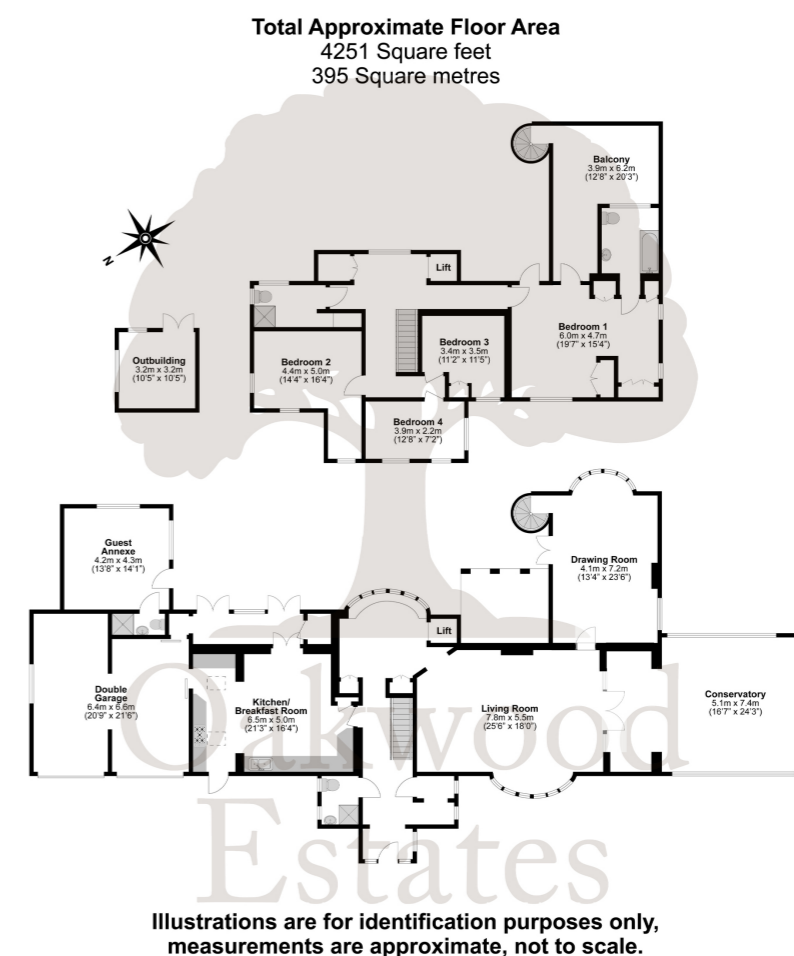 Total Approximate Floor Area
4251 Square feet
395 Square metres
Balcony
3.9m x 6.2m
(12'8" x 20'3")
N
Lift
Outbuilding
3.2m x 3.2m
(10'5" x 10'5")
Bedroom 2
4.4m x 5.0m
(14'4" x 16'4")
Bedroom 3
3.4m x 3.5m
(11'2" x 11'5")
Bedroom 1
6.0m x 4.7m
(19'7" x 15'4")
Bedroom 4
3.9m x 2.2m
(12'8" x 7'2")
Guest
Annexe
4.2m x 4.3m
(13'8" x 14'1")
Drawing Room
4.1m x 7.2m
(13'4" x 23'6")
Lift
Double
Garage
6.4m x 6.6m
(20'9" x 21'6")
Kitchen/
Breakfast Room
6.5m x 5.0m
(21'3" x 16'4")
Living Room
7.8m x 5.5m
(25'6" x 18'0")
Conservatory
5.1m x 7.4m
(16'7" x 24'3")
Oakwood
Estates
Illustrations are for identification purposes only,
measurements are approximate, not to scale.